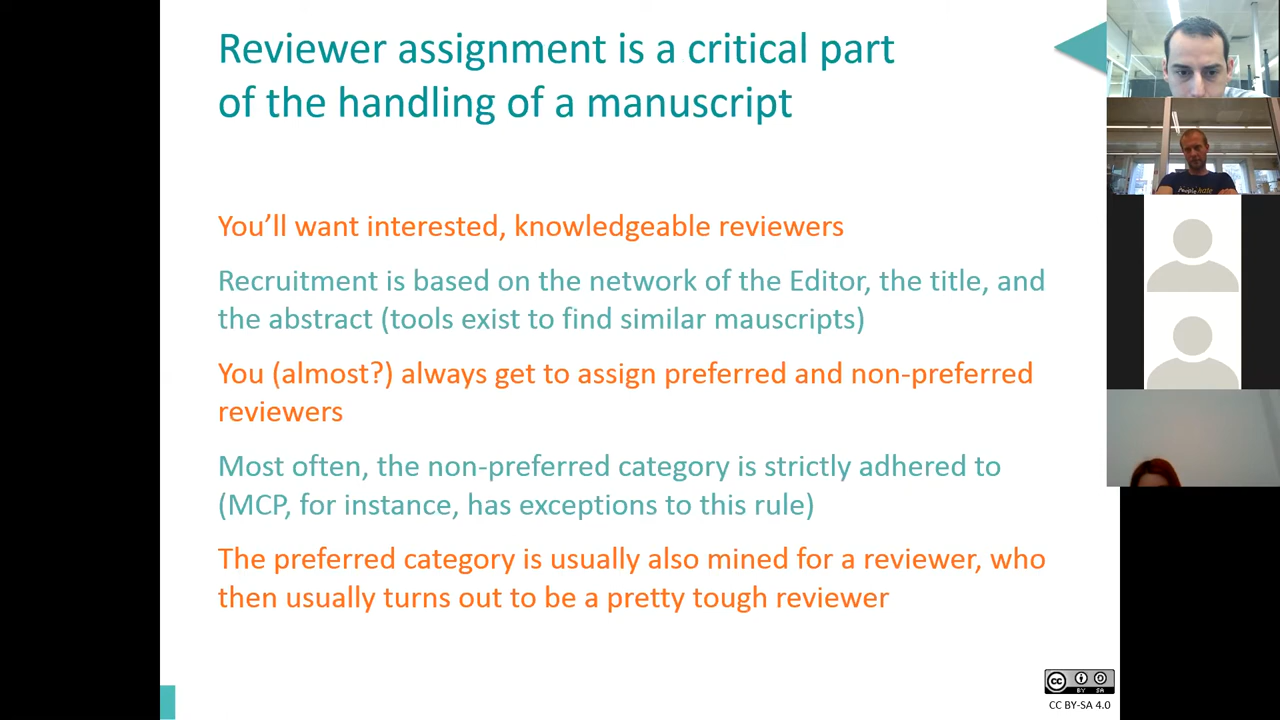 Reviewer assignment is a critical part
of the handling of a manuscript
You’ll want interested, knowledgeable reviewers
Recruitment is based on the network of the Editor, the title, and
the abstract (tools exist to find similar mauscripts)
You (almost?) always get to assign preferred and non-preferred
reviewers
Most often, the non-preferred category is strictly adhered to
(MCP, for instance, has exceptions to this rule)
The preferred category is usually also mined for a reviewer, who
then usually turns out to be a pretty tough reviewer
cc
BY SA
CC BY-SA 4.0